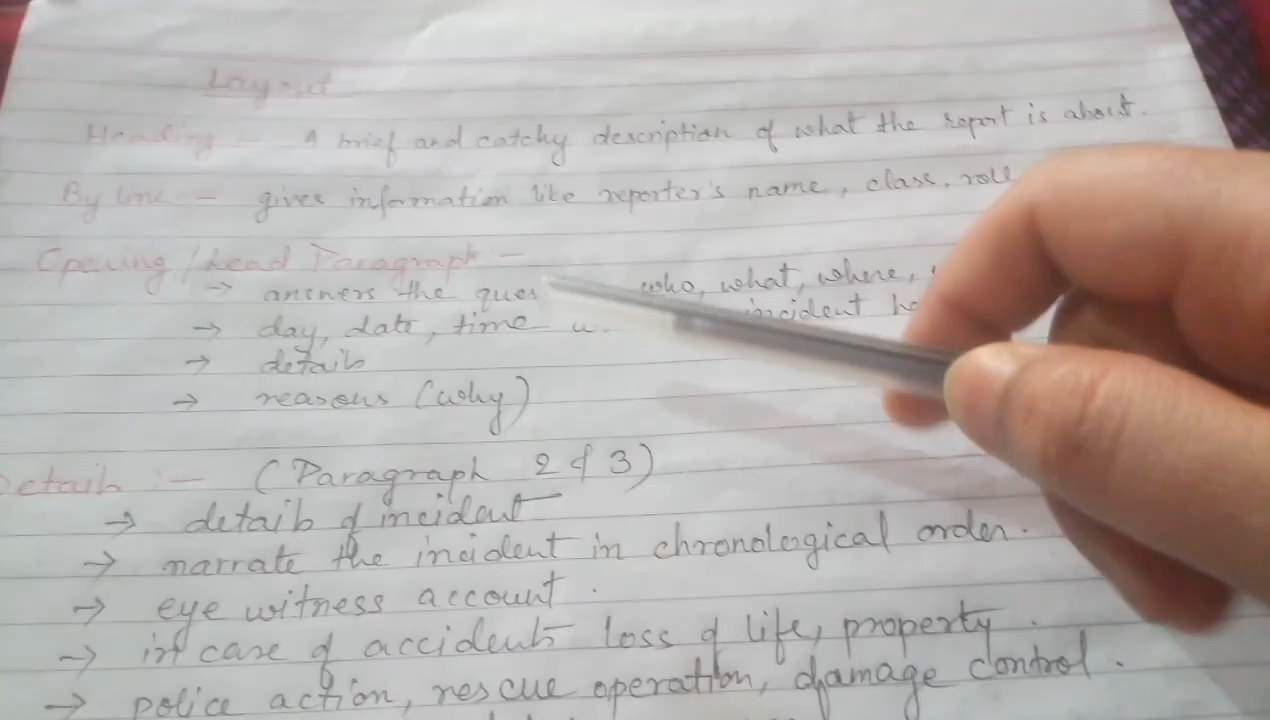 Layout
Heading - A brief and catchy description of what the report is about.
By line - gives information like reporter's name, class, roll
Opening / Lead Paragraph -
→ answers the who, what, where,
→ day, date, time incident
→ details
→ reasons (why)
Details :- (Paragraph 2 & 3)
→ details of incident
→ narrate the incident in chronological order.
→ eye witness account.
→ in case of accidents loss of life, property.
→ police action, rescue operation, damage control.